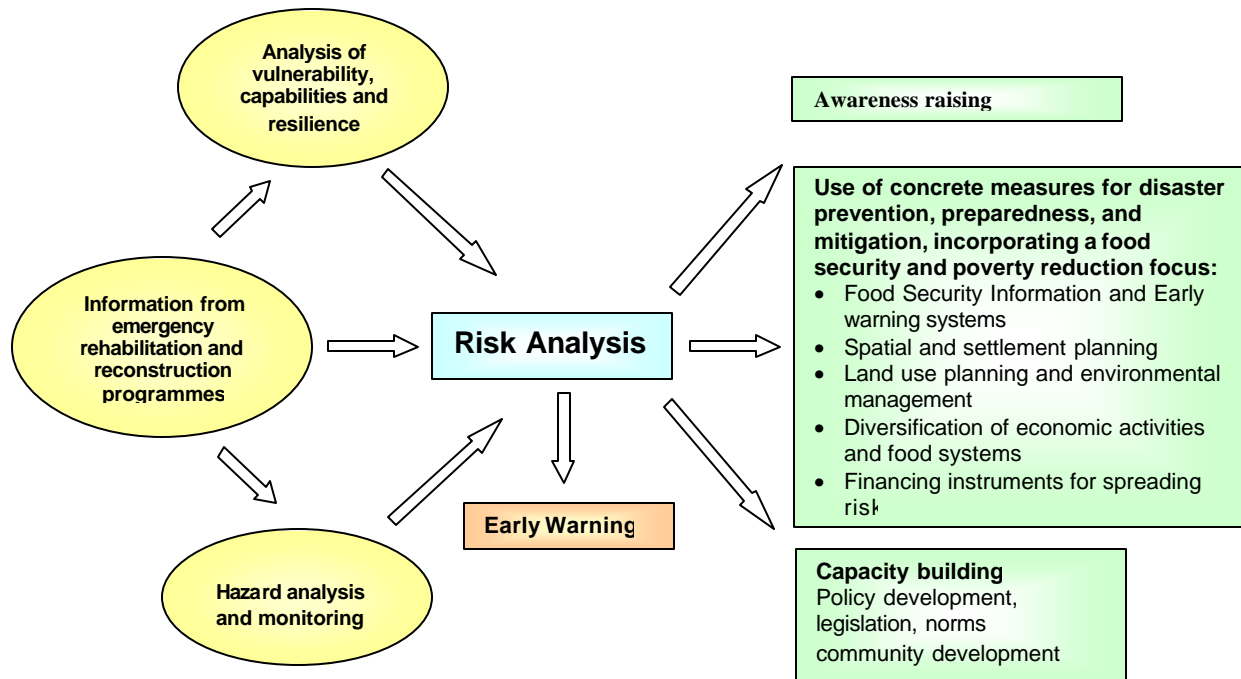 Analysis of
vulnerability,
capabilities and
resilience
Information from
emergency
rehabilitation and
reconstruction
programmes
Hazard analysis
and monitoring
Risk Analysis
Early Warning
Awareness raising
Use of concrete measures for disaster
prevention, preparedness, and
mitigation, incorporating a food
security and poverty reduction focus:
• Food Security Information and Early
warning systems
• Spatial and settlement planning
• Land use planning and environmental
management
• Diversification of economic activities
and food systems
• Financing instruments for spreading
risk
Capacity building
Policy development,
legislation, norms
community development